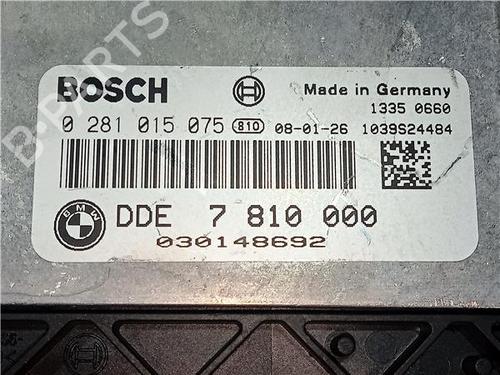 BOSCH Made in Germany
1335 0660
0 281 015 075 810 08-01-26 1039S24484
BMW DDE 7 810 000
030148692
B-PARTS